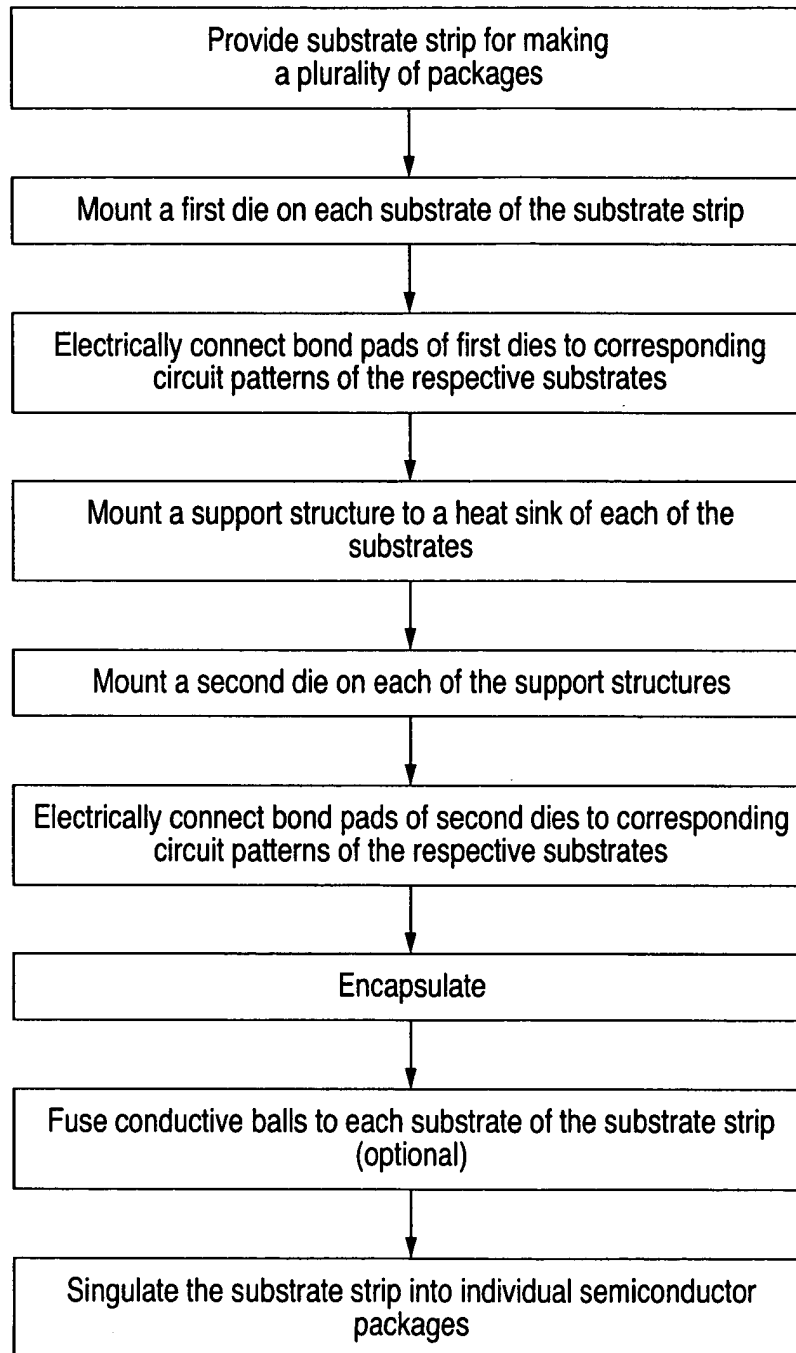 Provide substrate strip for making
a plurality of packages
Mount a first die on each substrate of the substrate strip
Electrically connect bond pads of first dies to corresponding
circuit patterns of the respective substrates
Mount a support structure to a heat sink of each of the
substrates
Mount a second die on each of the support structures
Electrically connect bond pads of second dies to corresponding
circuit patterns of the respective substrates
Encapsulate
Fuse conductive balls to each substrate of the substrate strip
(optional)
Singulate the substrate strip into individual semiconductor
packages